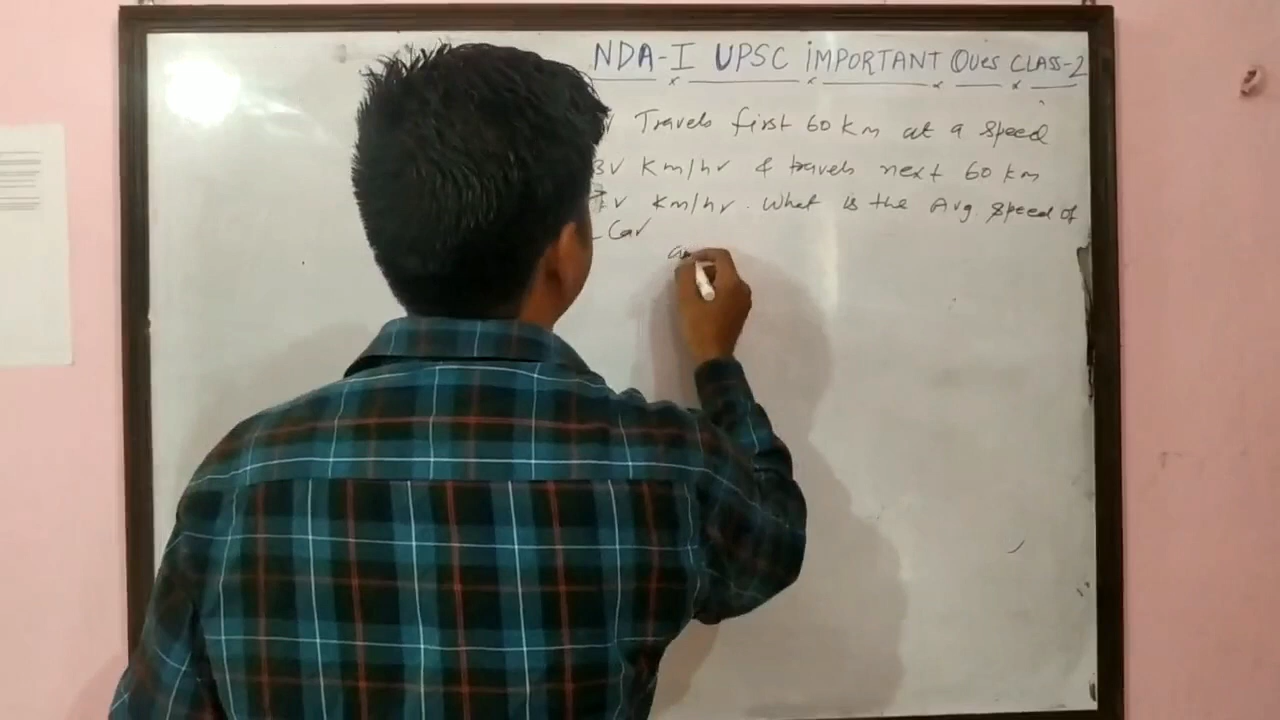 NDA-I UPSC IMPORTANT Ques CLASS-2
Travels first 60 Km at a speed
3v Km/hr & travels next 60 km
v Km/hr. What is the Avg. Speed of
Car